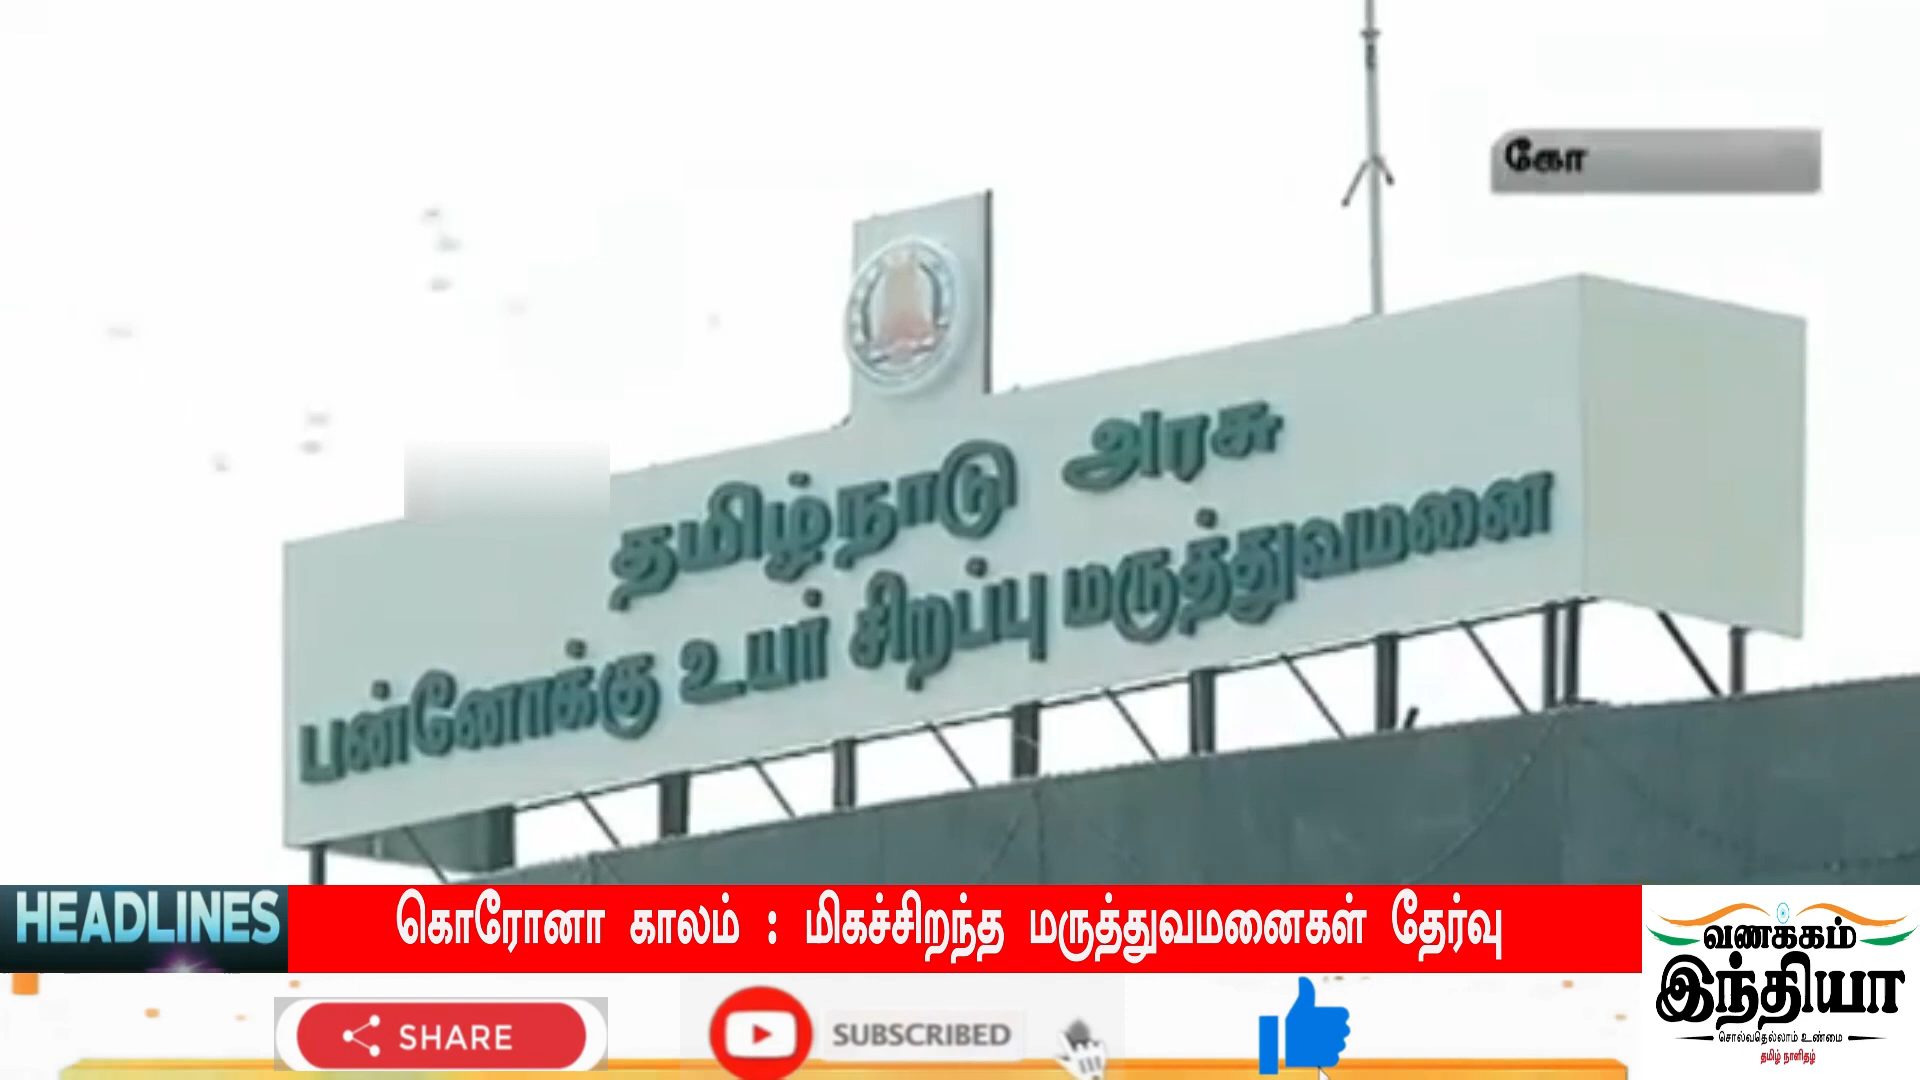 கோ
தமிழ்நாடு அரசு
பன்னோக்கு உயர் சிறப்பு மருத்துவமனை
HEADLINES
கொரோனா காலம் : மிகச்சிறந்த மருத்துவமனைகள் தேர்வு
வணக்கம்
இந்தியா
சொல்வதெல்லாம் உண்மை
தமிழ் நாளிதழ்
SHARE
SUBSCRIBED